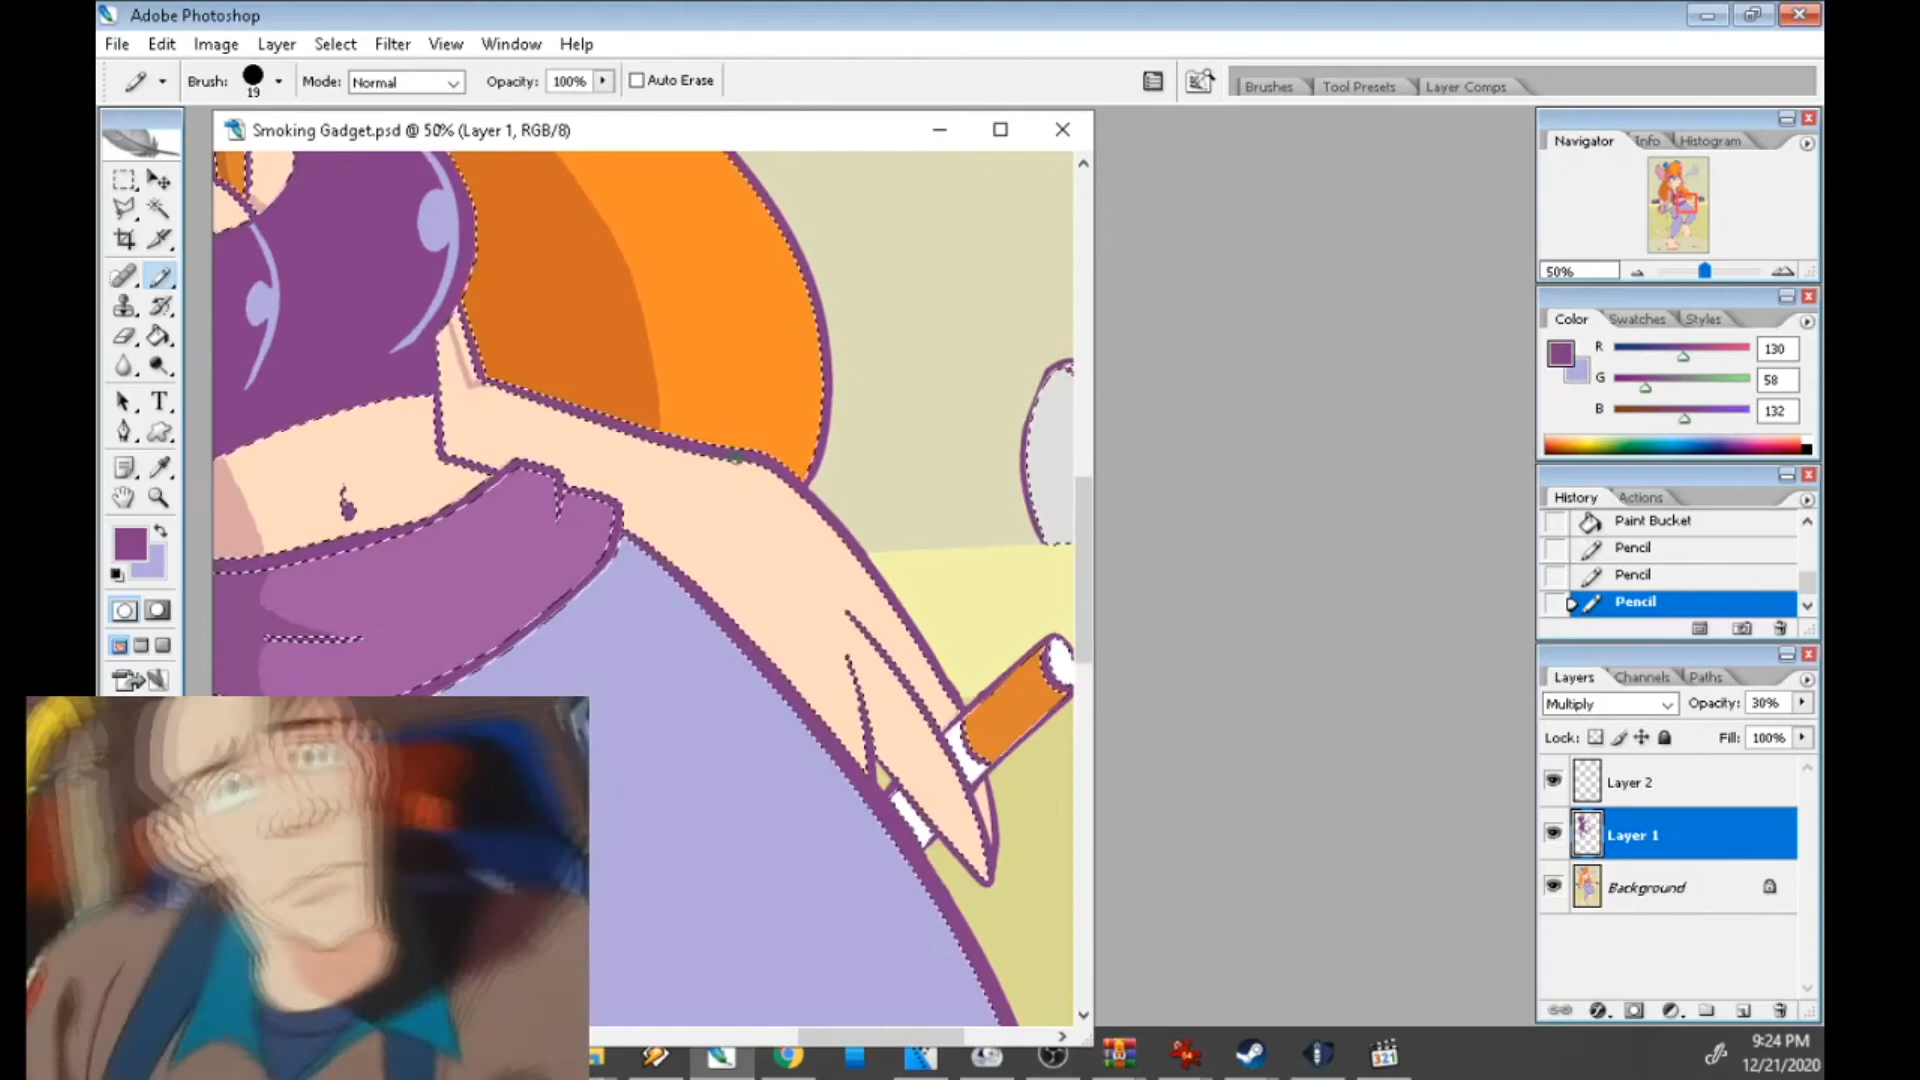 Adobe Photoshop
File Edit Image Layer Select Filter View Window Help
Brush: 19 Mode: Normal Opacity: 100% Auto Erase Brushes Tool Presets Layer Comps
Smoking Gadget.psd @ 50% (Layer 1, RGB/8)
Navigator Info Histogram
50%
Color Swatches Styles
R 130
G 58
B 132
History Actions
Paint Bucket
Pencil
Pencil
Pencil
Layers Channels Paths
Multiply Opacity: 30%
Lock: Fill: 100%
Layer 2
Layer 1
Background
T
64
321
9:24 PM
12/21/2020